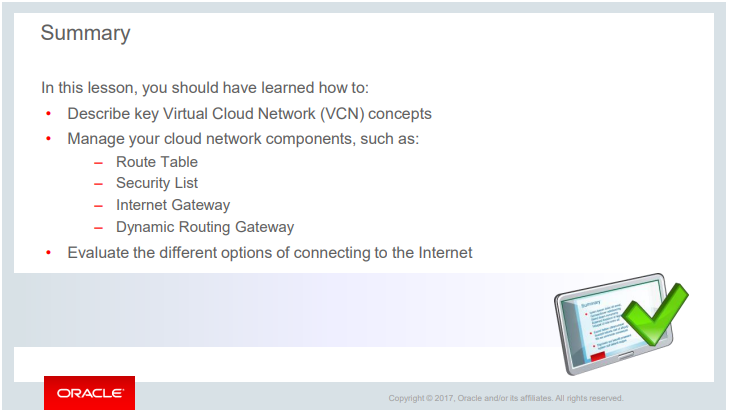 Summary
In this lesson, you should have learned how to:
• Describe key Virtual Cloud Network (VCN) concepts
• Manage your cloud network components, such as:
– Route Table
– Security List
– Internet Gateway
– Dynamic Routing Gateway
• Evaluate the different options of connecting to the Internet
Summary
ORACLE®
Copyright © 2017, Oracle and/or its affiliates. All rights reserved.